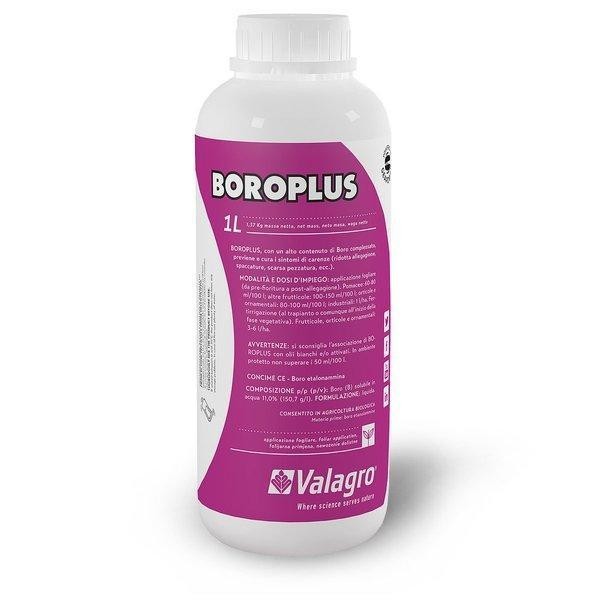 BOROPLUS
1L 1,37 Kg massa netta, net mass, neto masa, waga netto
BOROPLUS, con un alto contenuto di Boro complessato,
previene e cura i sintomi di carenza (ridotta allegagione,
spaccature, scarsa pezzatura, ecc.).
MODALITÀ E DOSI D'IMPIEGO: applicazione fogliare
(da pre-fioritura a post-allegagione). Pomacee: 60-80
ml/100 l; altre frutticole: 100-150 ml/100 l; orticole e
ornamentali: 80-100 ml/100 l; industriali: 1 l/ha. Fer-
tirrigazione (al trapianto o comunque all'inizio della
fase vegetativa). Frutticole, orticole e ornamentali
3-6 l/ha.
AVVERTENZE: si sconsiglia l'associazione di BO-
ROPLUS con olii bianchi e/o attivati. In ambiente
protetto non superare i 50 ml/100 l.
CONCIME CE - Boro etalonammina
COMPOSIZIONE p/p (p/v): Boro (B) solubile in
acqua 11,0% (150,7 g/l). FORMULAZIONE: liquida.
CONSENTITO IN AGRICOLTURA BIOLOGICA
Materie prime: boro etanolammina
applicazione fogliare, foliar application,
folijarna primjena, nawożenie dolistne
Valagro
Where science serves nature